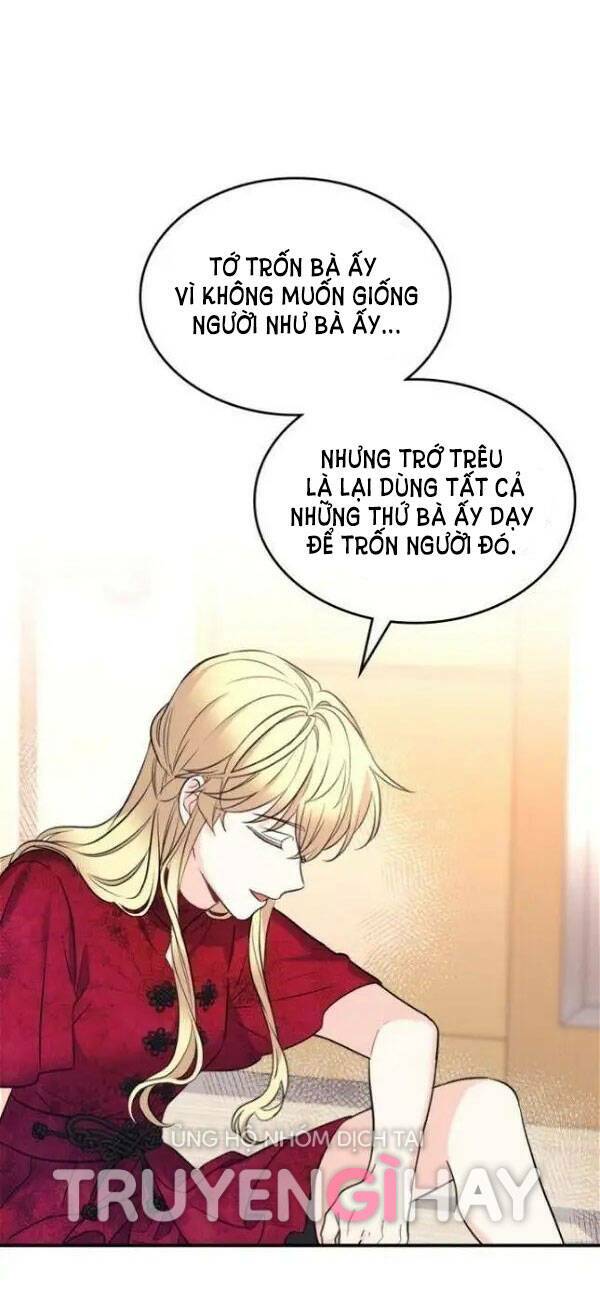 TỚ TRỐN BÀ ẤY
VÌ KHÔNG MUỐN GIỐNG
NGƯỜI NHƯ BÀ ẤY...
NHƯNG TRỚ TRÊU
LÀ LẠI DÙNG TẤT CẢ
NHỮNG THỨ BÀ ẤY DẠY
ĐỂ TRỐN NGƯỜI ĐÓ.
ỦNG HỘ NHÓM DỊCH TẠI
TRUYENGIHAY